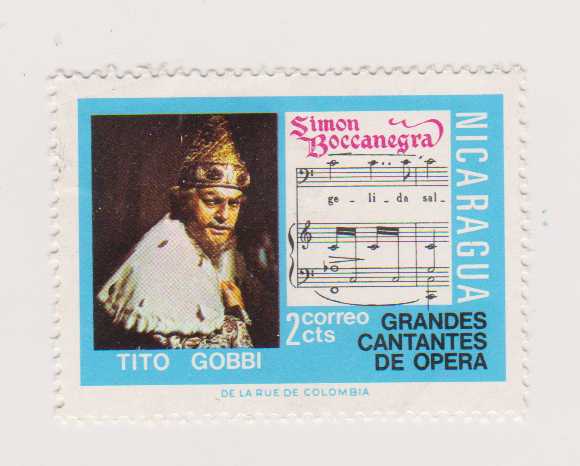 Simon
Boccanegra
NICARAGUA
ge - li - da sal-
2 correo
cts
GRANDES
CANTANTES
DE OPERA
TITO GOBBI
DE LA RUE DE COLOMBIA